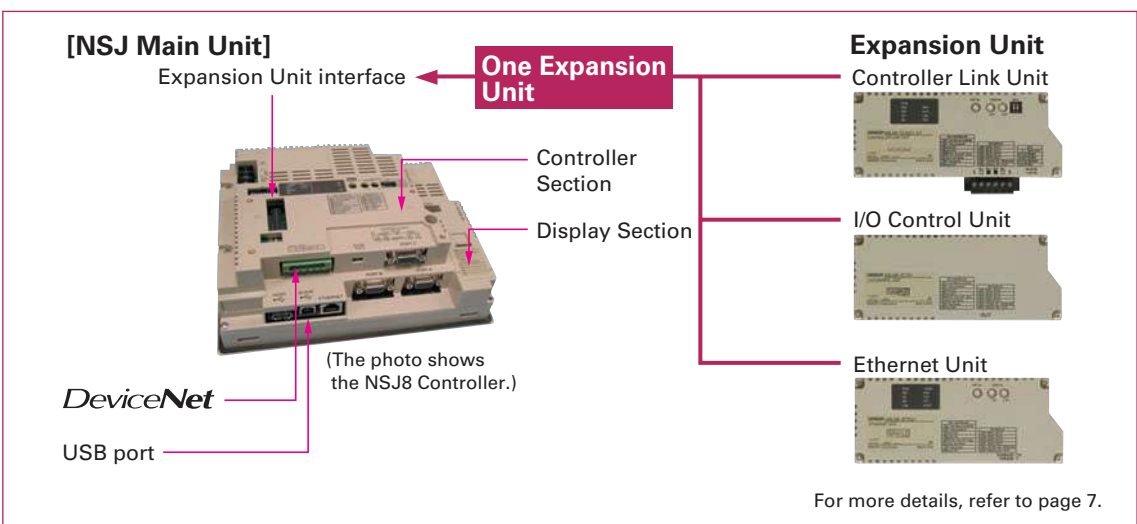 [NSJ Main Unit]
Expansion Unit interface
One Expansion
Unit
Expansion Unit
Controller Link Unit
Controller
Section
Display Section
I/O Control Unit
(The photo shows
the NSJ8 Controller.)
Ethernet Unit
DeviceNet
USB port
For more details, refer to page 7.